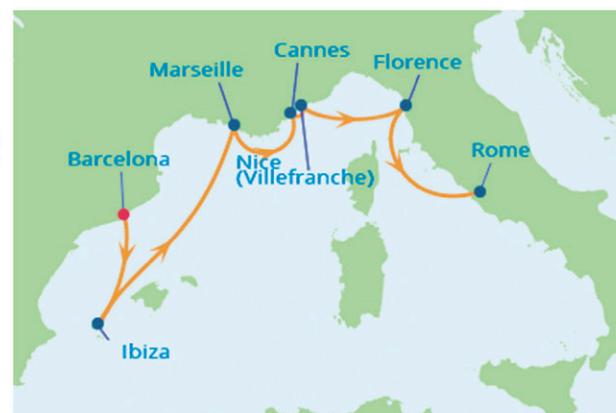 Cannes
Marseille
Florence
Barcelona
Nice
(Villefranche)
Rome
Ibiza